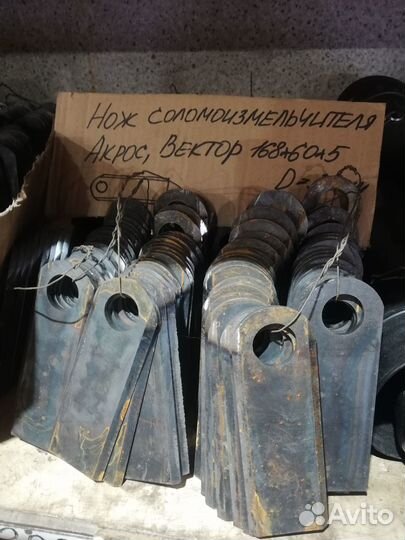 Нож соломоизмельчителя
Акрос, Вектор 168х60х5
D=
Avito